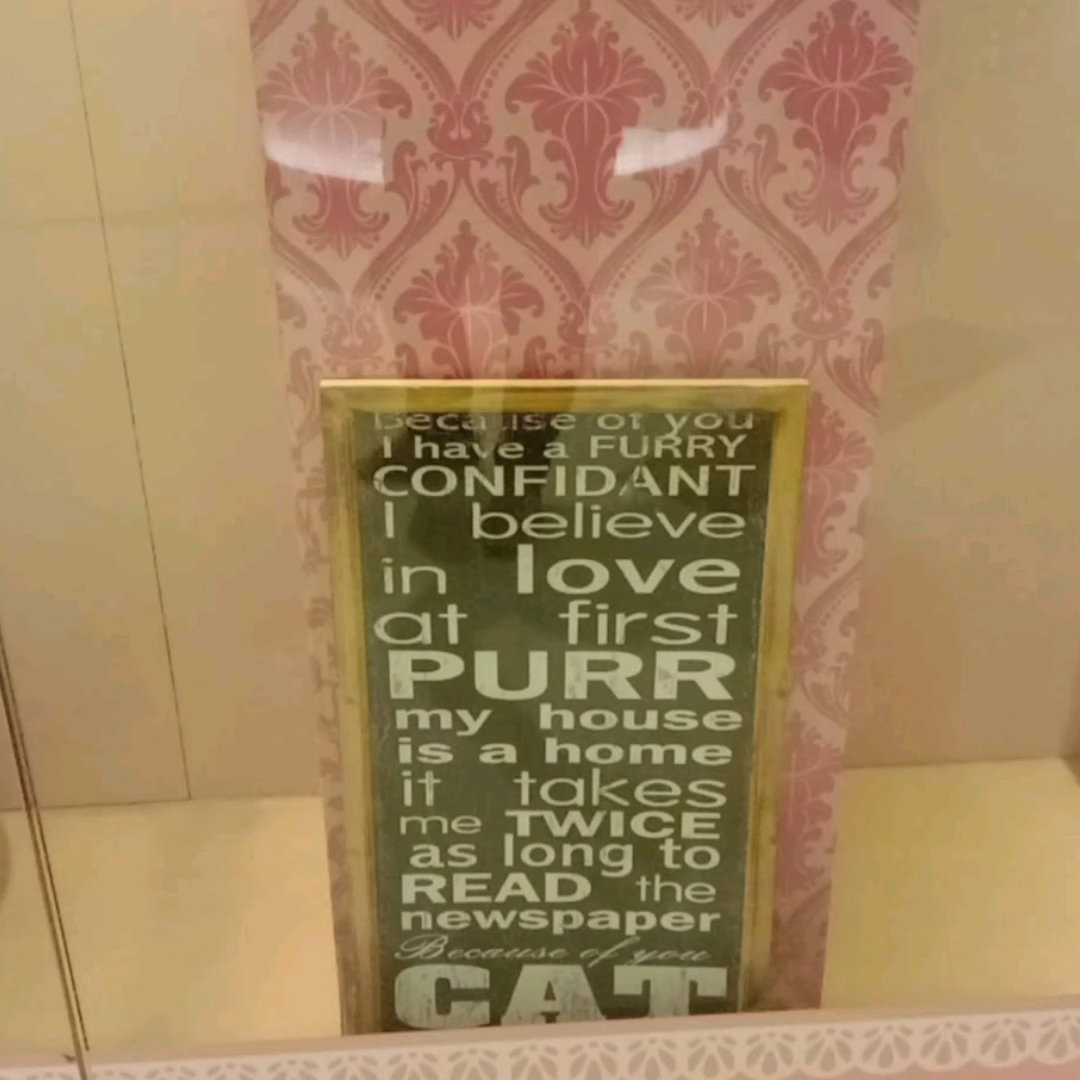 because of you
I have a FURRY
CONFIDANT
I believe
in love
at first
PURR
my house
is a home
it takes
me TWICE
as long to
READ the
newspaper
Because of you
CAT